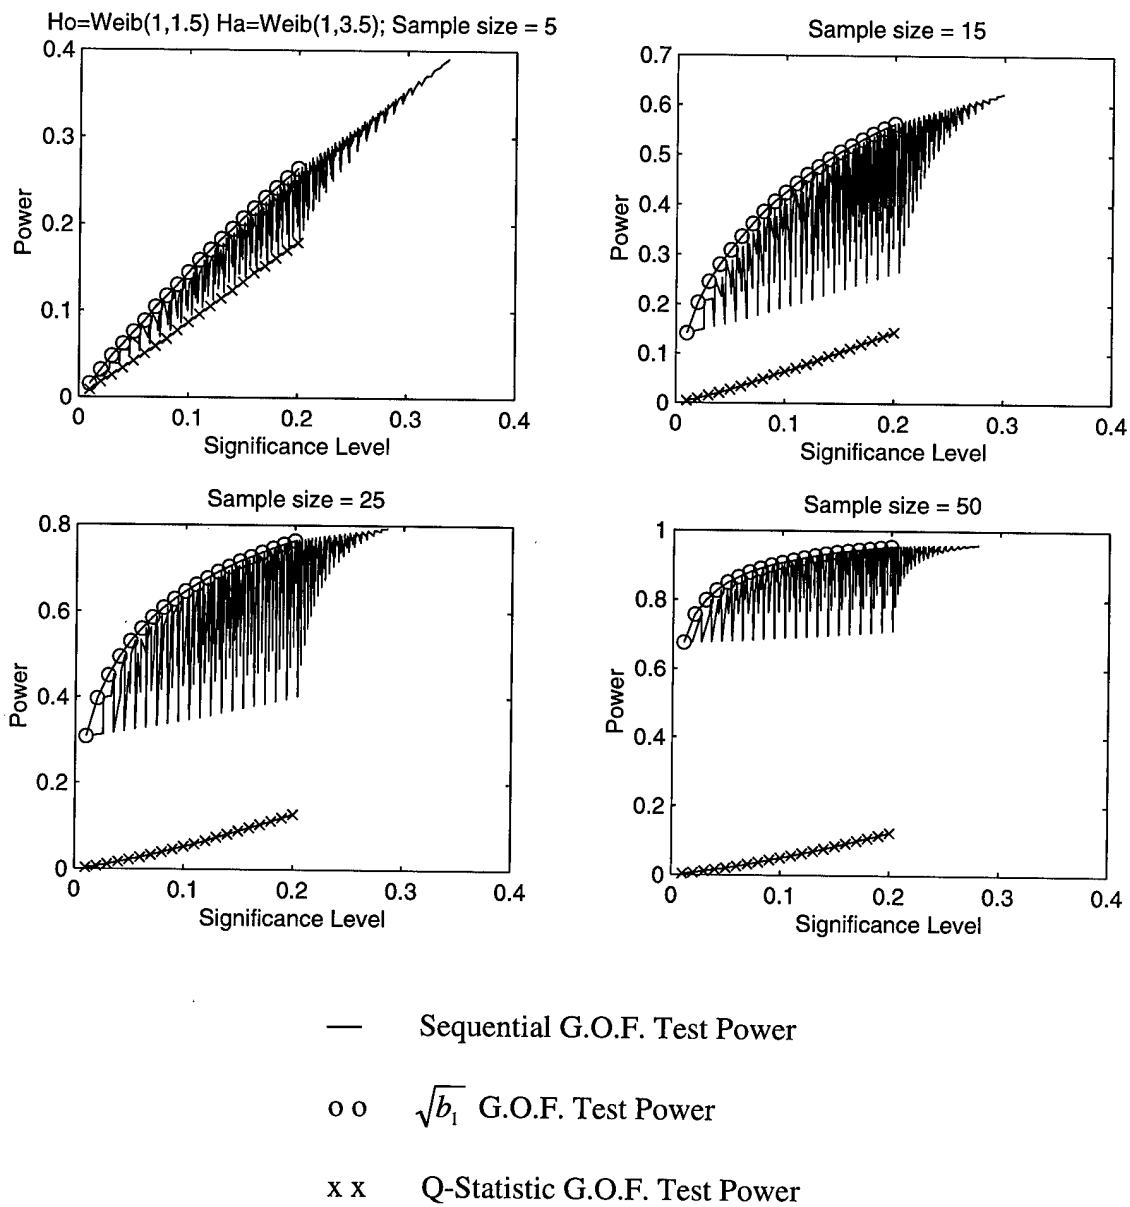 Ho=Weib(1,1.5) Ha=Weib(1,3.5); Sample size = 5
0.4
0.3
0.2
0.1
0
Power
0.1
0.2
0.3
0.4
Significance Level
Sample size = 15
0.7
0.6
0.5
0.4
0.3
0.2
0.1
0
Power
0
0.1
0.2
0.3
0.4
Significance Level
Sample size = 25
0.8
0.6
0.4
0.2
0
Power
0
0.1
0.2
0.3
0.4
Significance Level
Sample size = 50
1
0.8
0.6
0.4
0.2
0
Power
0
0.1
0.2
0.3
0.4
Significance Level
— Sequential G.O.F. Test Power
o o √b₁ G.O.F. Test Power
x x Q-Statistic G.O.F. Test Power